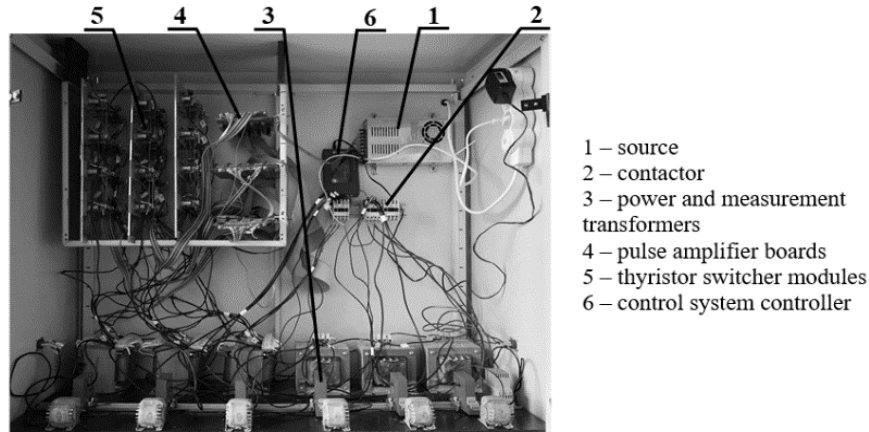 5 4 3 6 1 2
1 – source
2 – contactor
3 – power and measurement
transformers
4 – pulse amplifier boards
5 – thyristor switcher modules
6 – control system controller